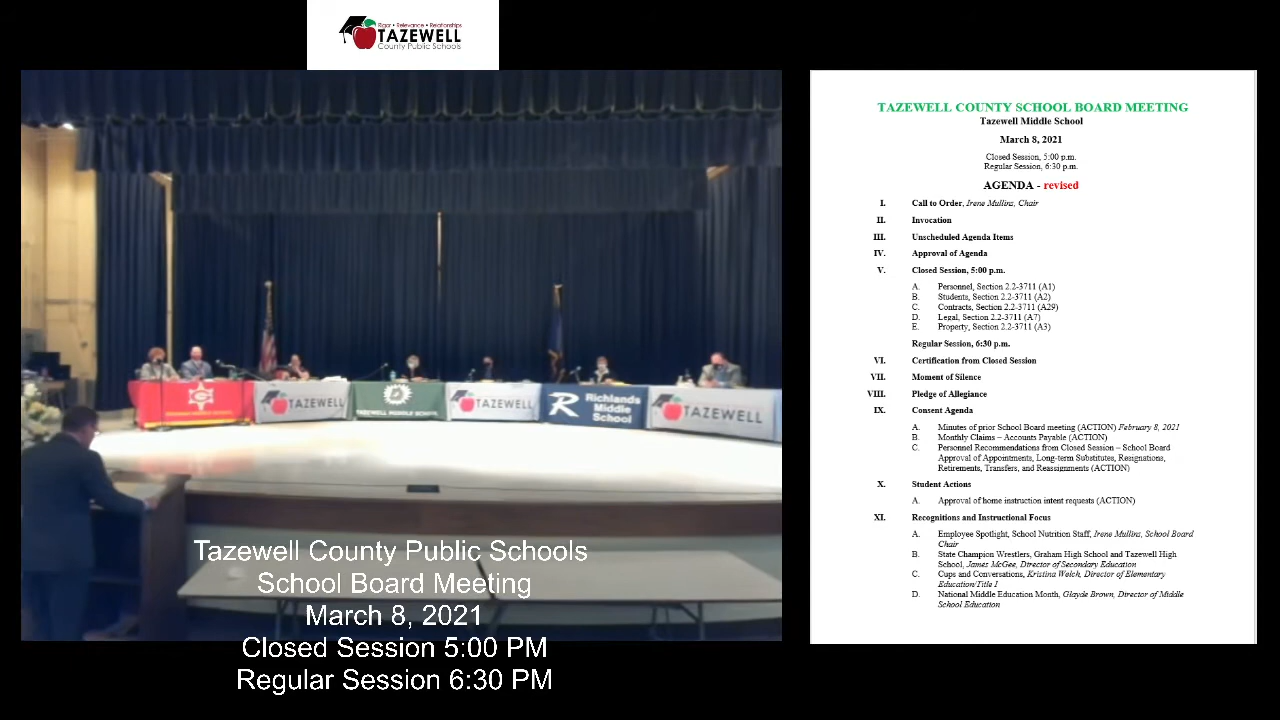 Rigor • Relevance • Relationships
TAZEWELL
County Public Schools
TAZEWELL
TAZEWELL MIDDLE SCHOOL
TAZEWELL
R Richlands
Middle
School
TAZEWELL
Tazewell County Public Schools
School Board Meeting
March 8, 2021
Closed Session 5:00 PM
Regular Session 6:30 PM
TAZEWELL COUNTY SCHOOL BOARD MEETING
Tazewell Middle School
March 8, 2021
Closed Session, 5:00 p.m.
Regular Session, 6:30 p.m.
AGENDA - revised
I. Call to Order, Irene Mullins, Chair
II. Invocation
III. Unscheduled Agenda Items
IV. Approval of Agenda
V. Closed Session, 5:00 p.m.
A. Personnel, Section 2.2-3711 (A1)
B. Students, Section 2.2-3711 (A2)
C. Contracts, Section 2.2-3711 (A29)
D. Legal, Section 2.2-3711 (A7)
E. Property, Section 2.2-3711 (A3)
Regular Session, 6:30 p.m.
VI. Certification from Closed Session
VII. Moment of Silence
VIII. Pledge of Allegiance
IX. Consent Agenda
A. Minutes of prior School Board meeting (ACTION) February 8, 2021
B. Monthly Claims – Accounts Payable (ACTION)
C. Personnel Recommendations from Closed Session – School Board
Approval of Appointments, Long-term Substitutes, Resignations,
Retirements, Transfers, and Reassignments (ACTION)
X. Student Actions
A. Approval of home instruction intent requests (ACTION)
XI. Recognitions and Instructional Focus
A. Employee Spotlight, School Nutrition Staff, Irene Mullins, School Board
Chair
B. State Champion Wrestlers, Graham High School and Tazewell High
School, James McGee, Director of Secondary Education
C. Cups and Conversations, Kristina Welch, Director of Elementary
Education/Title I
D. National Middle Education Month, Glayde Brown, Director of Middle
School Education